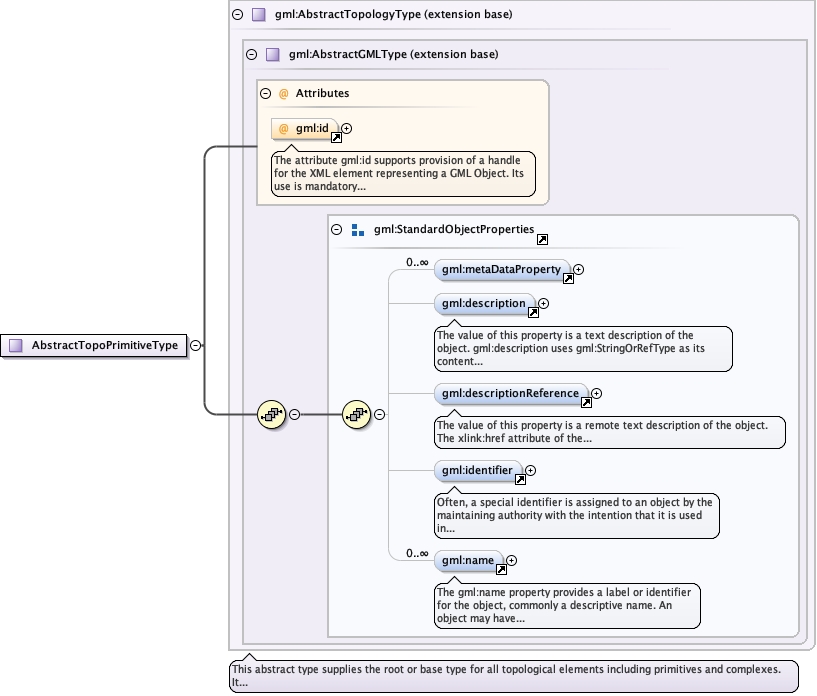 gml:AbstractTopologyType (extension base)
gml:AbstractGMLType (extension base)
@ Attributes
@ gml:id
The attribute gml:id supports provision of a handle
for the XML element representing a GML Object. Its
use is mandatory...
gml:StandardObjectProperties
0..∞
gml:metaDataProperty
gml:description
The value of this property is a text description of the
object. gml:description uses gml:StringOrRefType as its
content...
AbstractTopoPrimitiveType
gml:descriptionReference
The value of this property is a remote text description of the object.
The xlink:href attribute of the...
gml:identifier
Often, a special identifier is assigned to an object by the
maintaining authority with the intention that it is used
in...
0..∞
gml:name
The gml:name property provides a label or identifier
for the object, commonly a descriptive name. An
object may have...
This abstract type supplies the root or base type for all topological elements including primitives and complexes.
It...